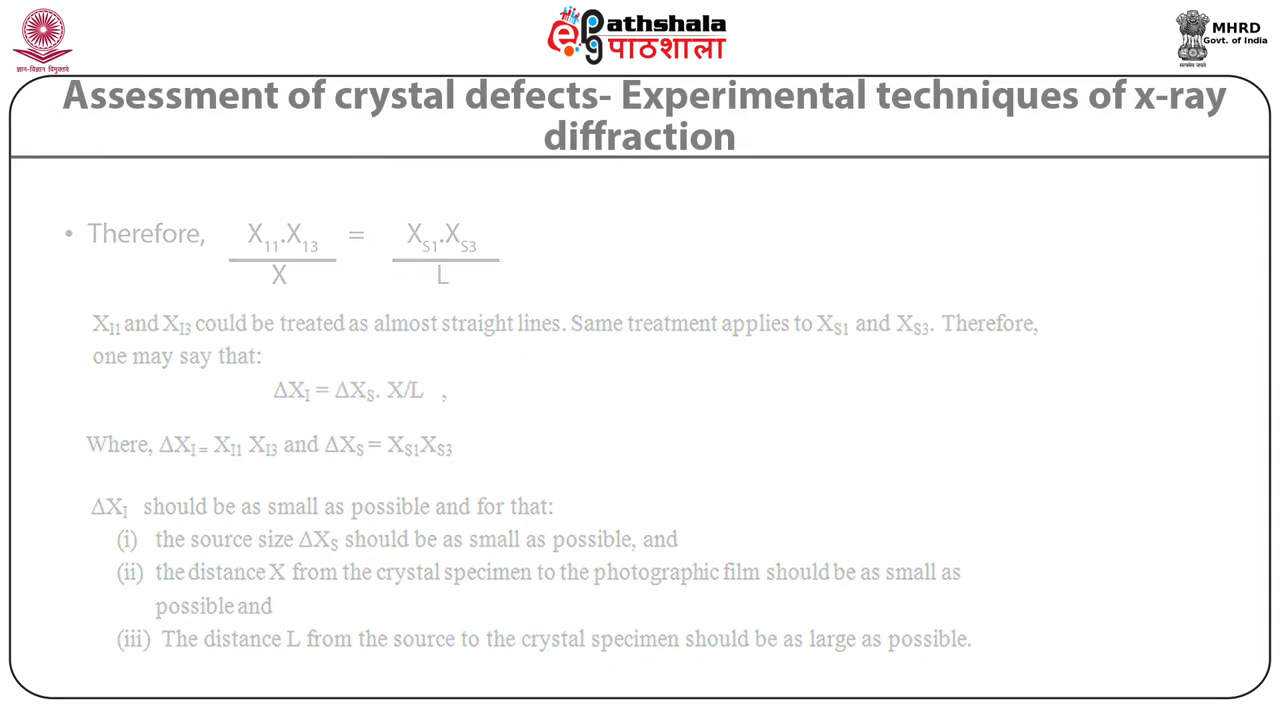 ज्ञान-विज्ञान विमुक्तये
epg Pathshala
पाठशाला
MHRD
Govt. of India
सत्यमेव जयते
Assessment of crystal defects- Experimental techniques of x-ray
diffraction
• Therefore, X11.X13 = XS1.XS3
X L
XI1 and XI3 could be treated as almost straight lines. Same treatment applies to XS1 and XS3. Therefore,
one may say that:
ΔXI = ΔXS. X/L ,
Where, ΔXI = XI1 XI3 and ΔXS = XS1XS3
ΔXI should be as small as possible and for that:
(i) the source size ΔXS should be as small as possible, and
(ii) the distance X from the crystal specimen to the photographic film should be as small as
possible and
(iii) The distance L from the source to the crystal specimen should be as large as possible.